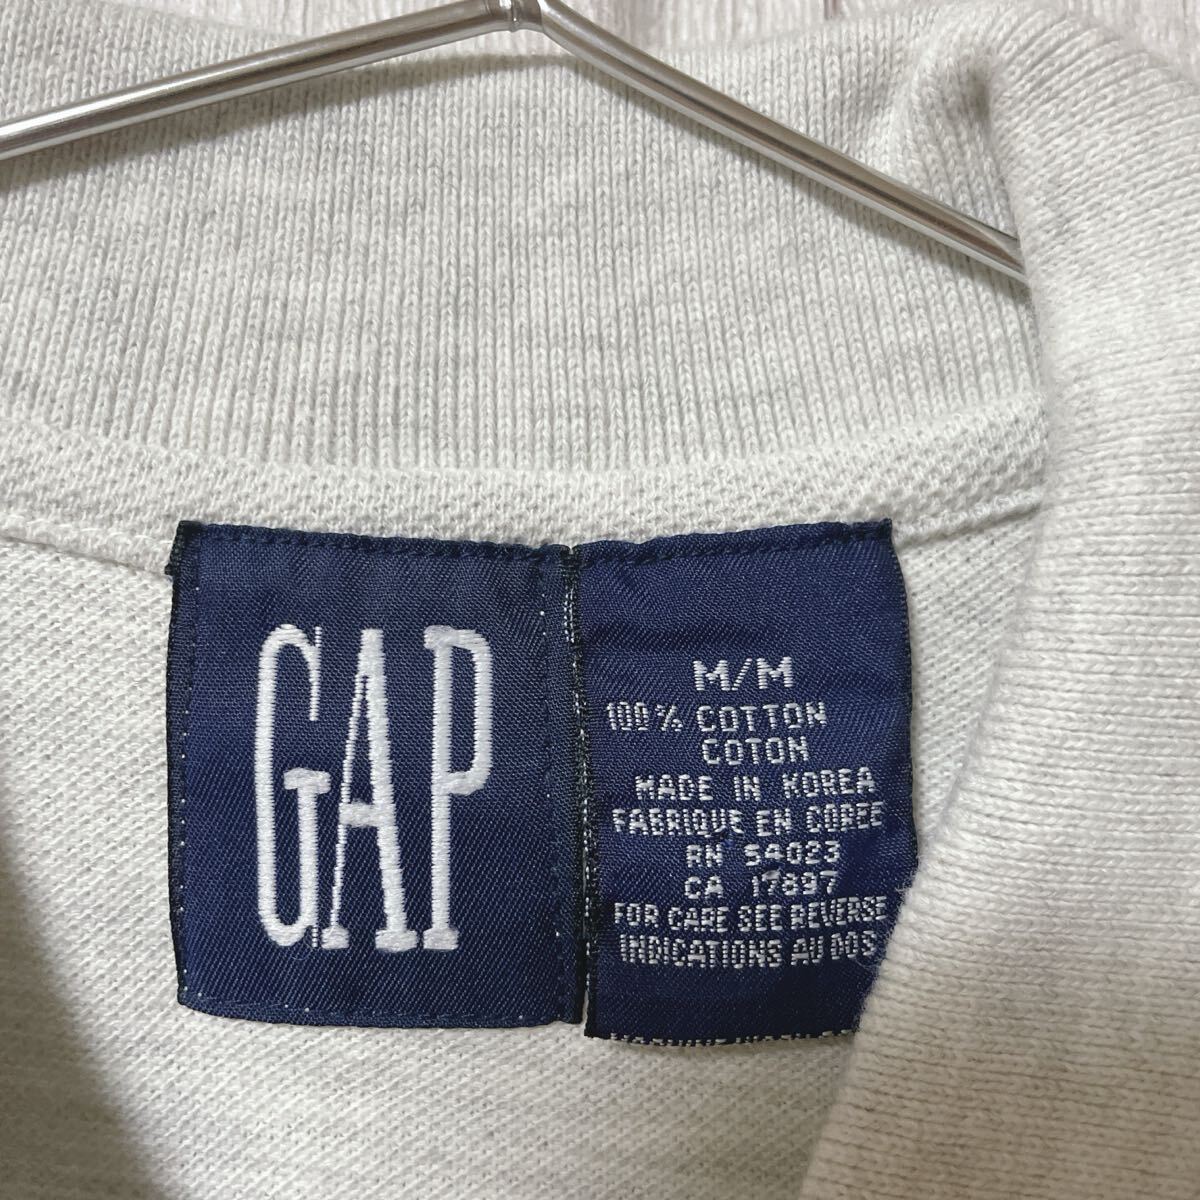 GAP
M/M
100% COTTON
COTON
MADE IN KOREA
FABRIQUE EN COREE
RN 54023
CA 17897
FOR CARE SEE REVERSE
INDICATIONS AU DOS